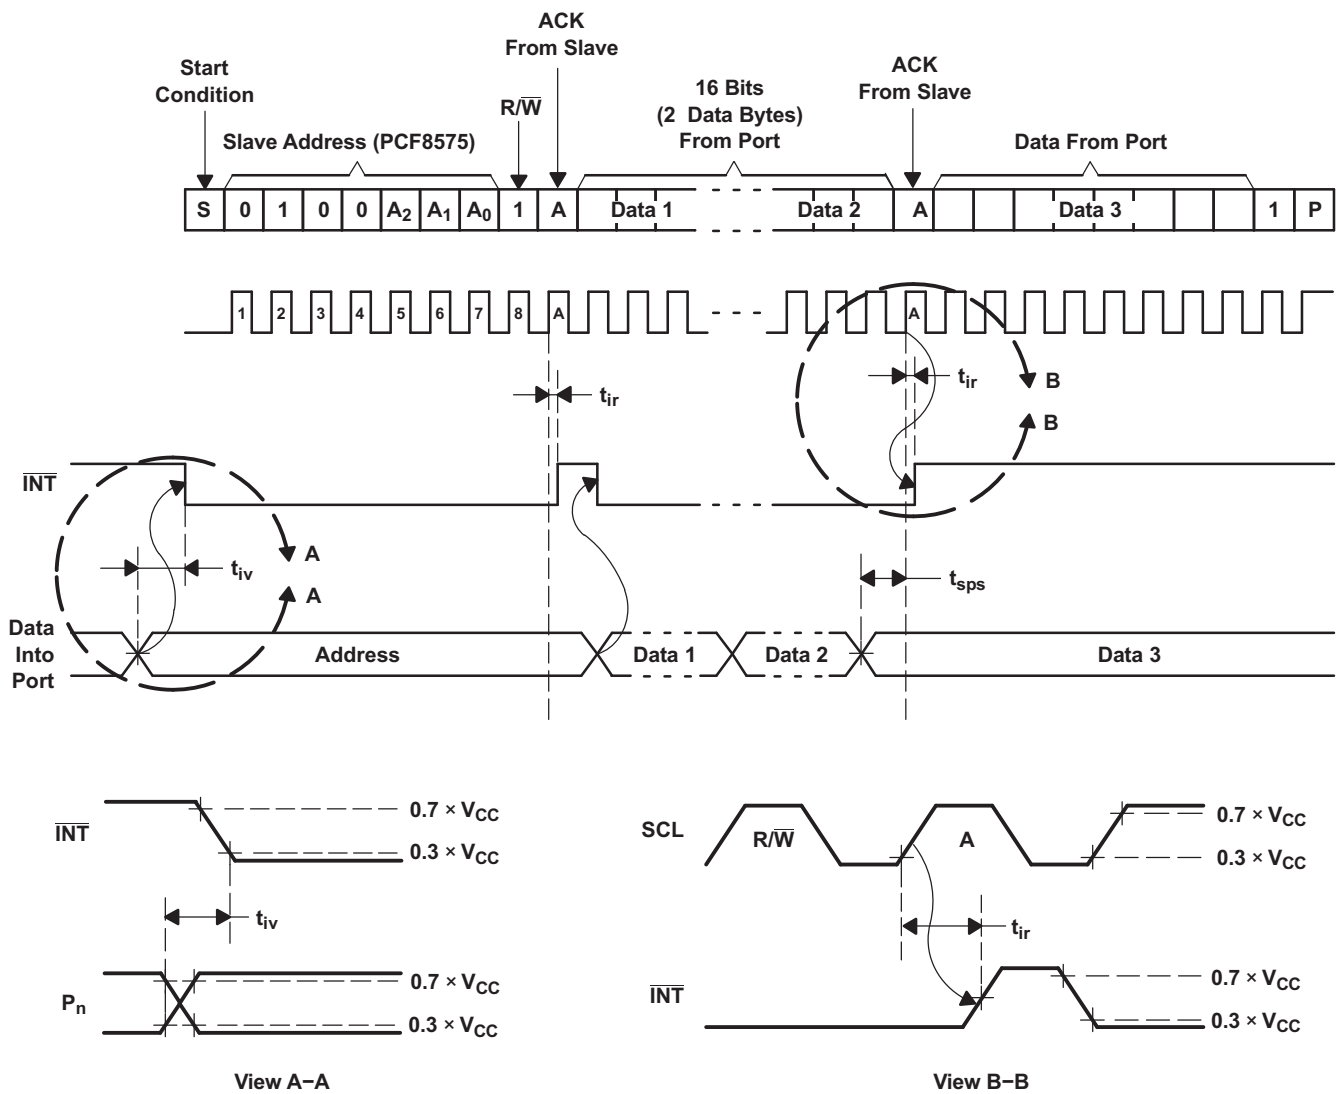 ACK
From Slave
Start
Condition
R/W̅
16 Bits
(2 Data Bytes)
From Port
ACK
From Slave
Slave Address (PCF8575)
Data From Port
S 0 1 0 0 A2 A1 A0 1 A Data 1 Data 2 A Data 3 1 P
1 2 3 4 5 6 7 8 A A
tir
tir
B
B
I̅N̅T̅
A
tiv
A
tsps
Data
Into
Port
Address Data 1 Data 2 Data 3
I̅N̅T̅
0.7 × VCC
0.3 × VCC
tiv
Pn
0.7 × VCC
0.3 × VCC
View A−A
SCL
R/W̅
A
0.7 × VCC
0.3 × VCC
tir
I̅N̅T̅
0.7 × VCC
0.3 × VCC
View B−B